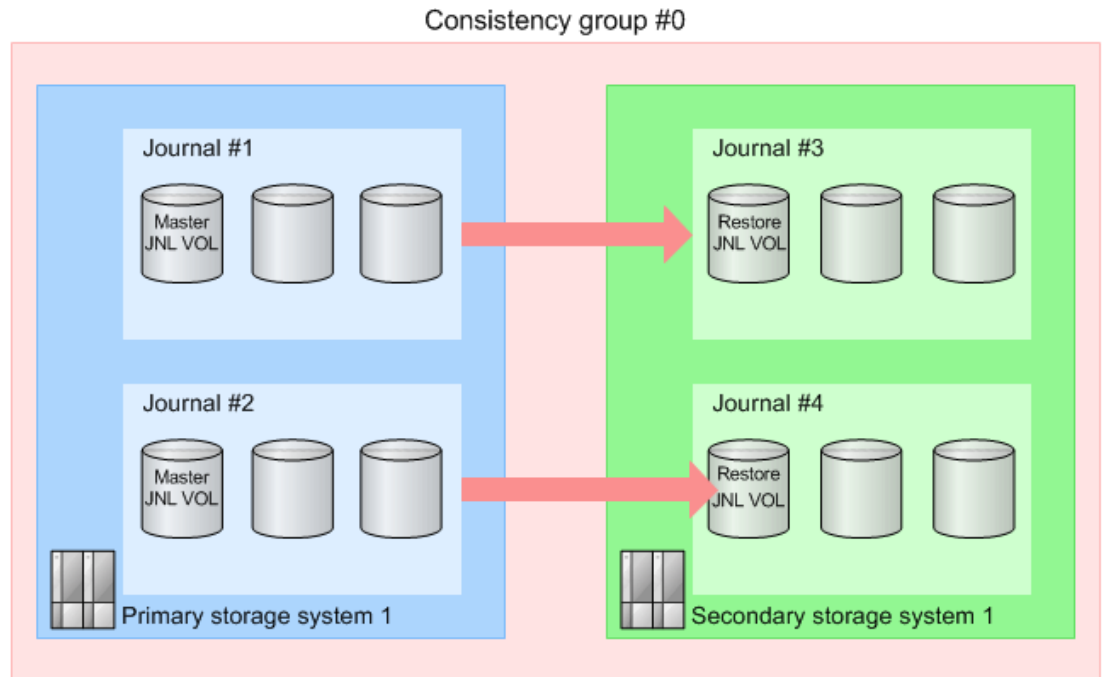 Consistency group #0
Journal #1
Master
JNL VOL
Journal #3
Restore
JNL VOL
Journal #2
Master
JNL VOL
Journal #4
Restore
JNL VOL
Primary storage system 1
Secondary storage system 1